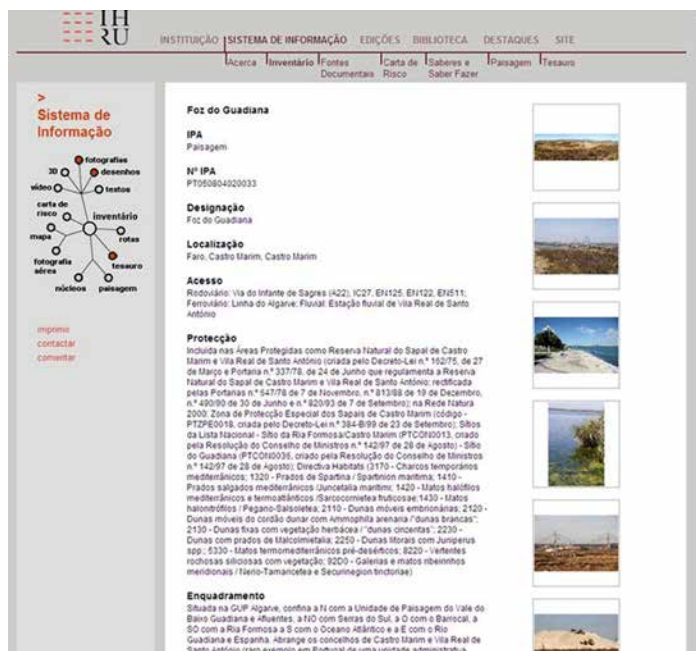 IH
RU
INSTITUIÇÃO SISTEMA DE INFORMAÇÃO EDIÇÕES BIBLIOTECA DESTAQUES SITE
Acerca Inventário Fontes Documentais Carta de Risco Saberes e Saber Fazer Paisagem Tesauro
>
Sistema de
Informação
fotografias
3D
desenhos
vídeo
textos
carta de
risco
inventário
mapa
rotas
fotografia
aérea
tesauro
núcleos
paisagem
imprimir
contactar
comentar
Foz do Guadiana
IPA
Paisagem
Nº IPA
PT050804020033
Designação
Foz do Guadiana
Localização
Faro, Castro Marim, Castro Marim
Acesso
Rodoviário: Via do Infante de Sagres (A22), IC27, EN125, EN122, EN511;
Ferroviário: Linha do Algarve; Fluvial: Estação fluvial de Vila Real de Santo
António
Protecção
Incluída nas Áreas Protegidas como Reserva Natural do Sapal de Castro
Marim e Vila Real de Santo António (criada pelo Decreto-Lei n.º 162/75, de 27
de Março e Portaria n.º 337/78, de 24 de Junho que regulamenta a Reserva
Natural do Sapal de Castro Marim e Vila Real de Santo António; rectificada
pelas Portarias n.º 647/78 de 7 de Novembro, n.º 813/88 de 19 de Dezembro,
n.º 490/90 de 30 de Junho e n.º 820/93 de 7 de Setembro); na Rede Natura
2000: Zona de Protecção Especial dos Sapais de Castro Marim (código -
PTZPE0018, criada pelo Decreto-Lei n.º 384-B/99 de 23 de Setembro); Sítios
da Lista Nacional - Sítio da Ria Formosa/Castro Marim (PTCON0013, criado
pela Resolução do Conselho de Ministros n.º 142/97 de 28 de Agosto) - Sítio
do Guadiana (PTCON0036, criado pela Resolução do Conselho de Ministros
n.º 142/97 de 28 de Agosto); Directiva Habitats (3170 - Charcos temporários
mediterrânicos; 1320 - Prados de Spartina / Spartinion maritimi; 1410 -
Prados salgados mediterrânicos /Juncetalia maritimi; 1420 - Matos halófilos
mediterrânicos e termoatlânticos /Sarcocornietea fruticosae;1430 - Matos
halonitrófilos / Pegano-Salsoletea; 2110 - Dunas móveis embrionárias; 2120 -
Dunas móveis do cordão dunar com Ammophila arenaria /"dunas brancas";
2130 - Dunas fixas com vegetação herbácea / "dunas cinzentas"; 2230 -
Dunas com prados de Malcolmietalia; 2250 - Dunas litorais com Juniperus
spp.; 5330 - Matos termomediterrânicos pré-desérticos; 8220 - Vertentes
rochosas siliciosas com vegetação; 92D0 - Galerias e matos ribeirinhos
meridionais / Nerio-Tamaricetea e Securinegion tinctoriae)
Enquadramento
Situada na GUP Algarve, confina a N com a Unidade de Paisagem do Vale do
Baixo Guadiana e Afluentes, a NO com Serras do Sul, a O com o Barrocal, a
SO com a Ria Formosa a S com o Oceano Atlântico e a E com o Rio
Guadiana e Espanha. Abrange os concelhos de Castro Marim e Vila Real de
Santo António (raro exemplo em Portugal de uma unidade administrativa